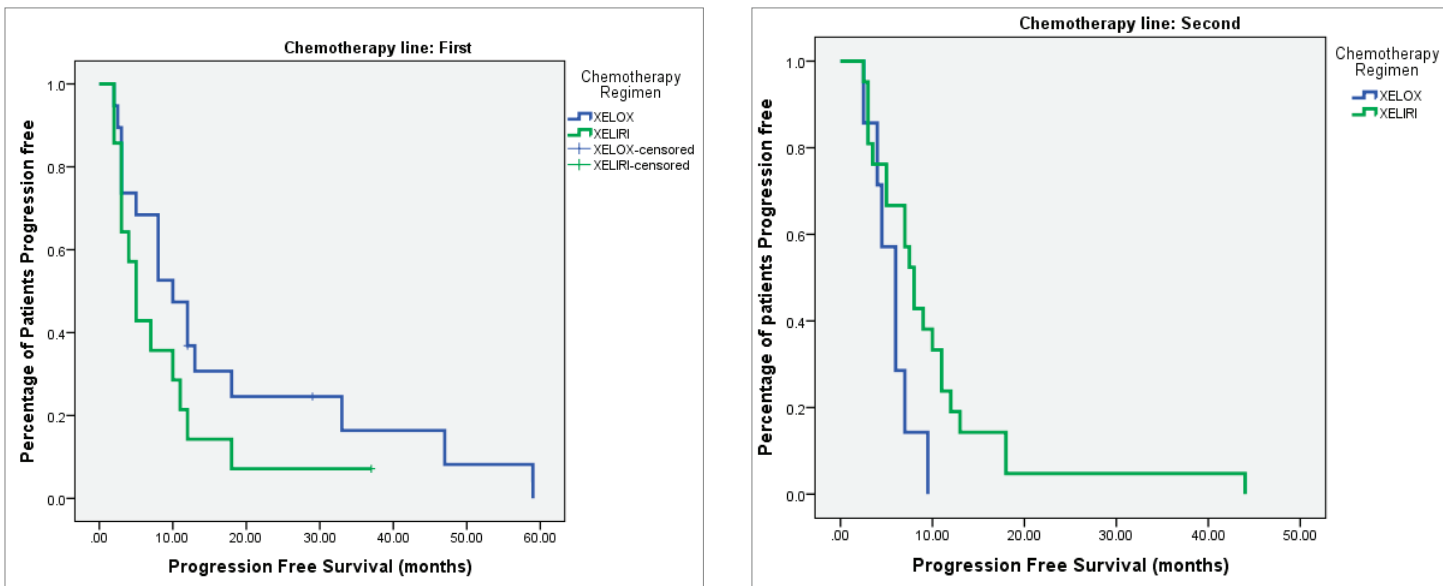 Chemotherapy line: First
Percentage of Patients Progression free
1.0
0.8
0.6
0.4
0.2
0.0
.00 10.00 20.00 30.00 40.00 50.00 60.00
Progression Free Survival (months)
Chemotherapy
Regimen
XELOX
XELIRI
XELOX-censored
XELIRI-censored
Chemotherapy line: Second
Percentage of patients Progression free
1.0
0.8
0.6
0.4
0.2
0.0
.00 10.00 20.00 30.00 40.00 50.00
Progression Free Survival (months)
Chemotherapy
Regimen
XELOX
XELIRI